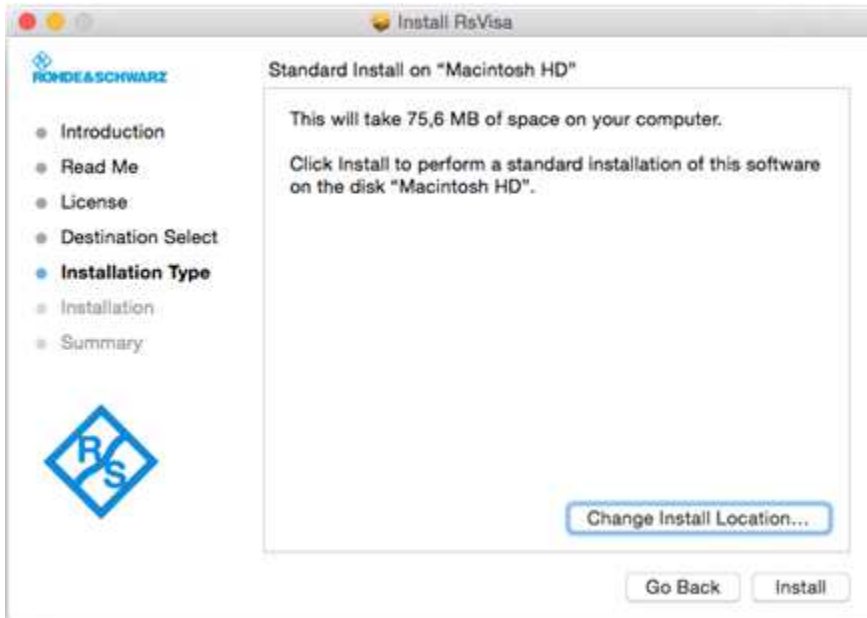 Install RsVisa
ROHDE&SCHWARZ
Standard Install on “Macintosh HD”
Introduction
Read Me
License
Destination Select
Installation Type
Installation
Summary
This will take 75,6 MB of space on your computer.
Click Install to perform a standard installation of this software
on the disk “Macintosh HD”.
R
S
Change Install Location...
Go Back
Install